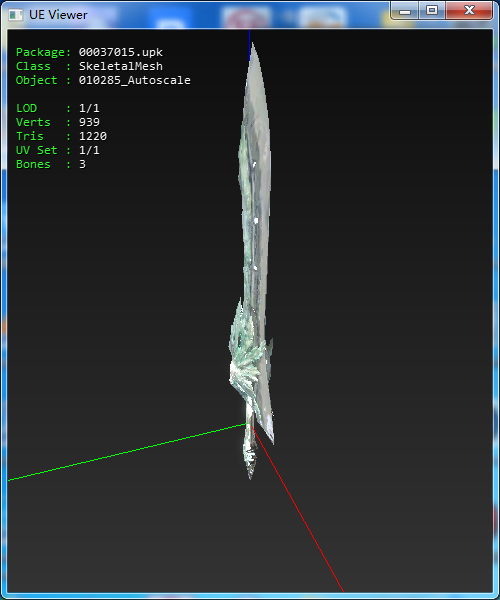 UE Viewer
Package: 00037015.upk
Class : SkeletalMesh
Object : 010285_Autoscale
LOD : 1/1
Verts : 939
Tris : 1220
UV Set : 1/1
Bones : 3